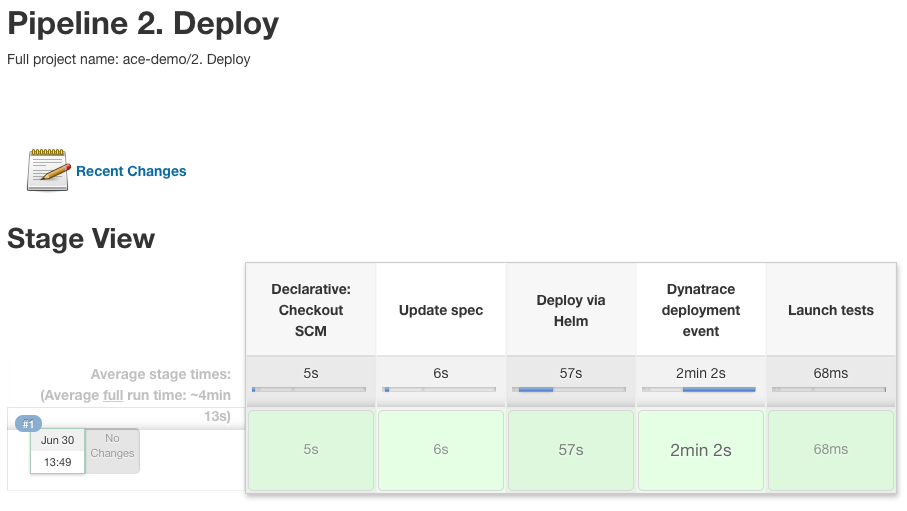 Pipeline 2. Deploy
Full project name: ace-demo/2. Deploy
Recent Changes
Stage View
Declarative:
Checkout
SCM
Update spec
Deploy via
Helm
Dynatrace
deployment
event
Launch tests
Average stage times:
(Average full run time: ~4min
13s)
5s
6s
57s
2min 2s
68ms
#1
Jun 30
13:49
No
Changes
5s
6s
57s
2min 2s
68ms